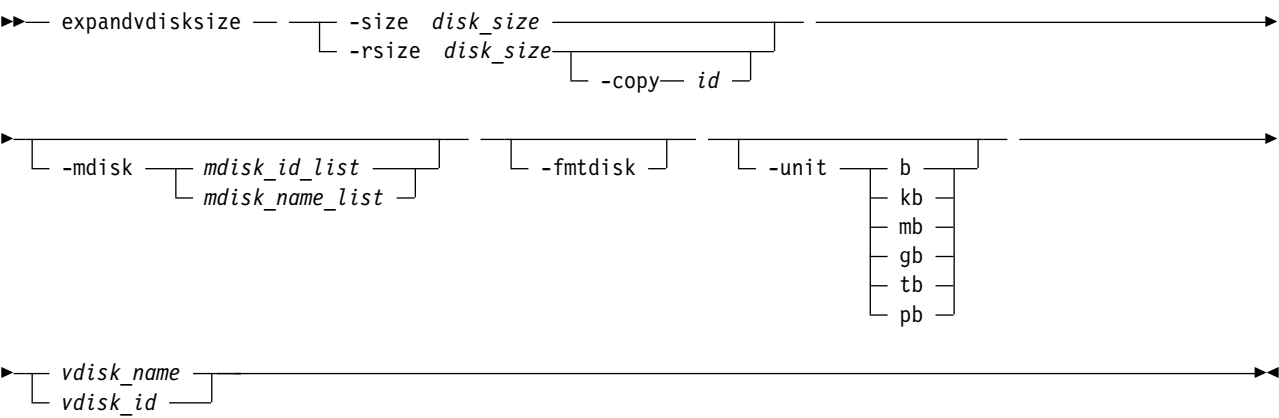 expandvdisksize -size disk_size
-rsize disk_size
-copy id
-mdisk mdisk_id_list -fmtdisk -unit b
mdisk_name_list kb
mb
gb
tb
pb
vdisk_name
vdisk_id